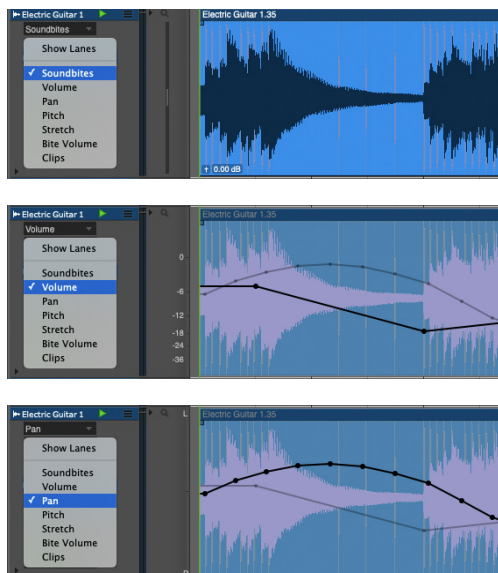 Electric Guitar 1
Electric Guitar 1.35
Soundbites
Show Lanes
✓ Soundbites
Volume
Pan
Pitch
Stretch
Bite Volume
Clips
0.00 dB
Electric Guitar 1
Electric Guitar 1.35
Volume
Show Lanes
Soundbites
✓ Volume
Pan
Pitch
Stretch
Bite Volume
Clips
0
-6
-12
-18
-24
-36
Electric Guitar 1
L
Electric Guitar 1.35
Pan
Show Lanes
Soundbites
Volume
✓ Pan
Pitch
Stretch
Bite Volume
Clips
R